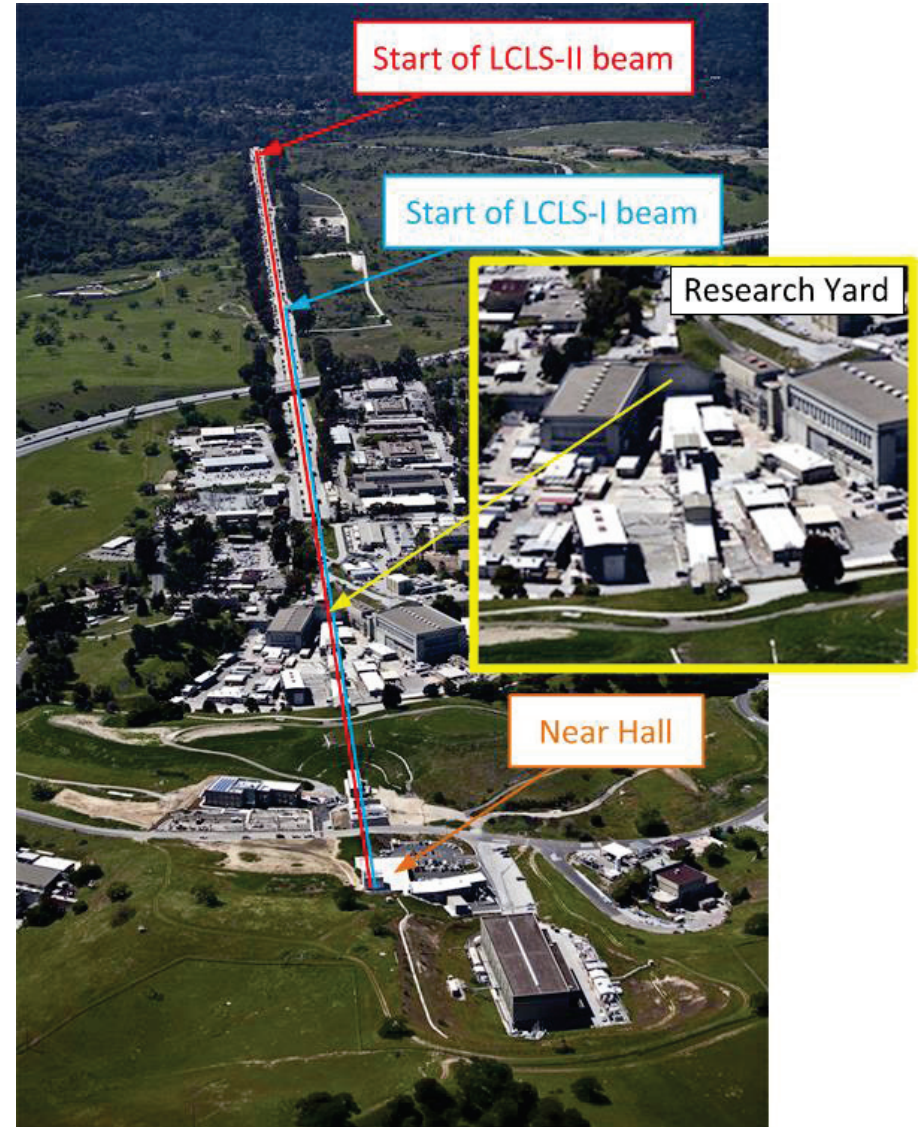 Start of LCLS-II beam
Start of LCLS-I beam
Research Yard
Near Hall